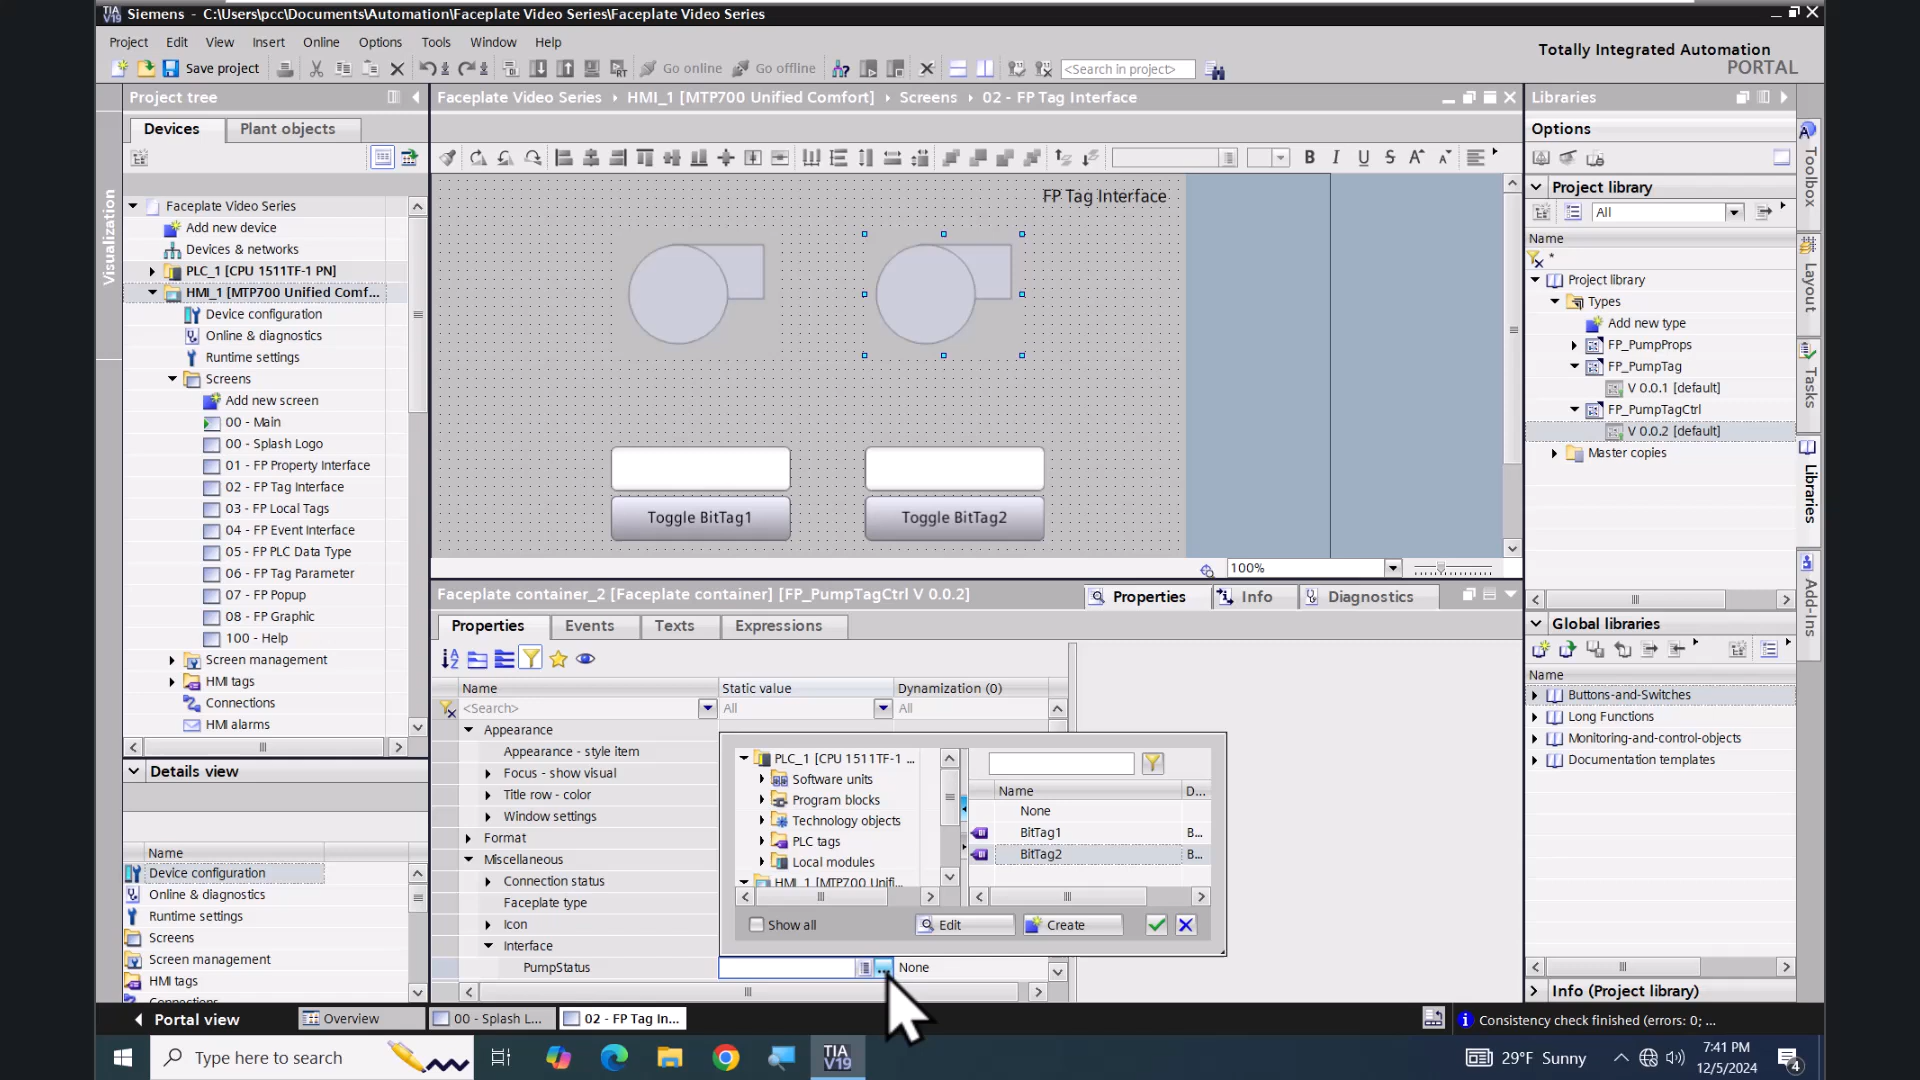 TIA V19 Siemens - C:\Users\pcc\Documents\Automation\Faceplate Video Series\Faceplate Video Series
Project Edit View Insert Online Options Tools Window Help
Totally Integrated Automation
PORTAL
Save project Go online Go offline <Search in project>
Project tree
Faceplate Video Series HMI_1 [MTP700 Unified Comfort] Screens 02 - FP Tag Interface
Libraries
Devices Plant objects
Options
Visualization
Faceplate Video Series
Add new device
Devices & networks
PLC_1 [CPU 1511TF-1 PN]
HMI_1 [MTP700 Unified Comf...
Device configuration
Online & diagnostics
Runtime settings
Screens
Add new screen
00 - Main
00 - Splash Logo
01 - FP Property Interface
02 - FP Tag Interface
03 - FP Local Tags
04 - FP Event Interface
05 - FP PLC Data Type
06 - FP Tag Parameter
07 - FP Popup
08 - FP Graphic
100 - Help
Screen management
HMI tags
Connections
HMI alarms
Details view
Name
Device configuration
Online & diagnostics
Runtime settings
Screens
Screen management
HMI tags
Connections
B I U S A A
FP Tag Interface
Toggle BitTag1
Toggle BitTag2
100%
Faceplate container_2 [Faceplate container] [FP_PumpTagCtrl V 0.0.2]
Properties Info Diagnostics
Properties Events Texts Expressions
Name Static value Dynamization (0)
<Search> All All
Appearance
Appearance - style item
Focus - show visual
Title row - color
Window settings
Format
Miscellaneous
Connection status
Faceplate type
Icon
Interface
PumpStatus None
PLC_1 [CPU 1511TF-1 ...
Software units
Program blocks
Technology objects
PLC tags
Local modules
HMI_1 [MTP700 Unifi...
Name D...
None
BitTag1 B...
BitTag2 B...
Show all Edit Create
Project library
All
Name
*
Project library
Types
Add new type
FP_PumpProps
FP_PumpTag
V 0.0.1 [default]
FP_PumpTagCtrl
V 0.0.2 [default]
Master copies
Global libraries
Name
Buttons-and-Switches
Long Functions
Monitoring-and-control-objects
Documentation templates
Info (Project library)
Toolbox
Layout
Tasks
Libraries
Add-Ins
Portal view Overview 00 - Splash L... 02 - FP Tag In... Consistency check finished (errors: 0; ...
Type here to search
TIA V19
29°F Sunny
7:41 PM
12/5/2024
4